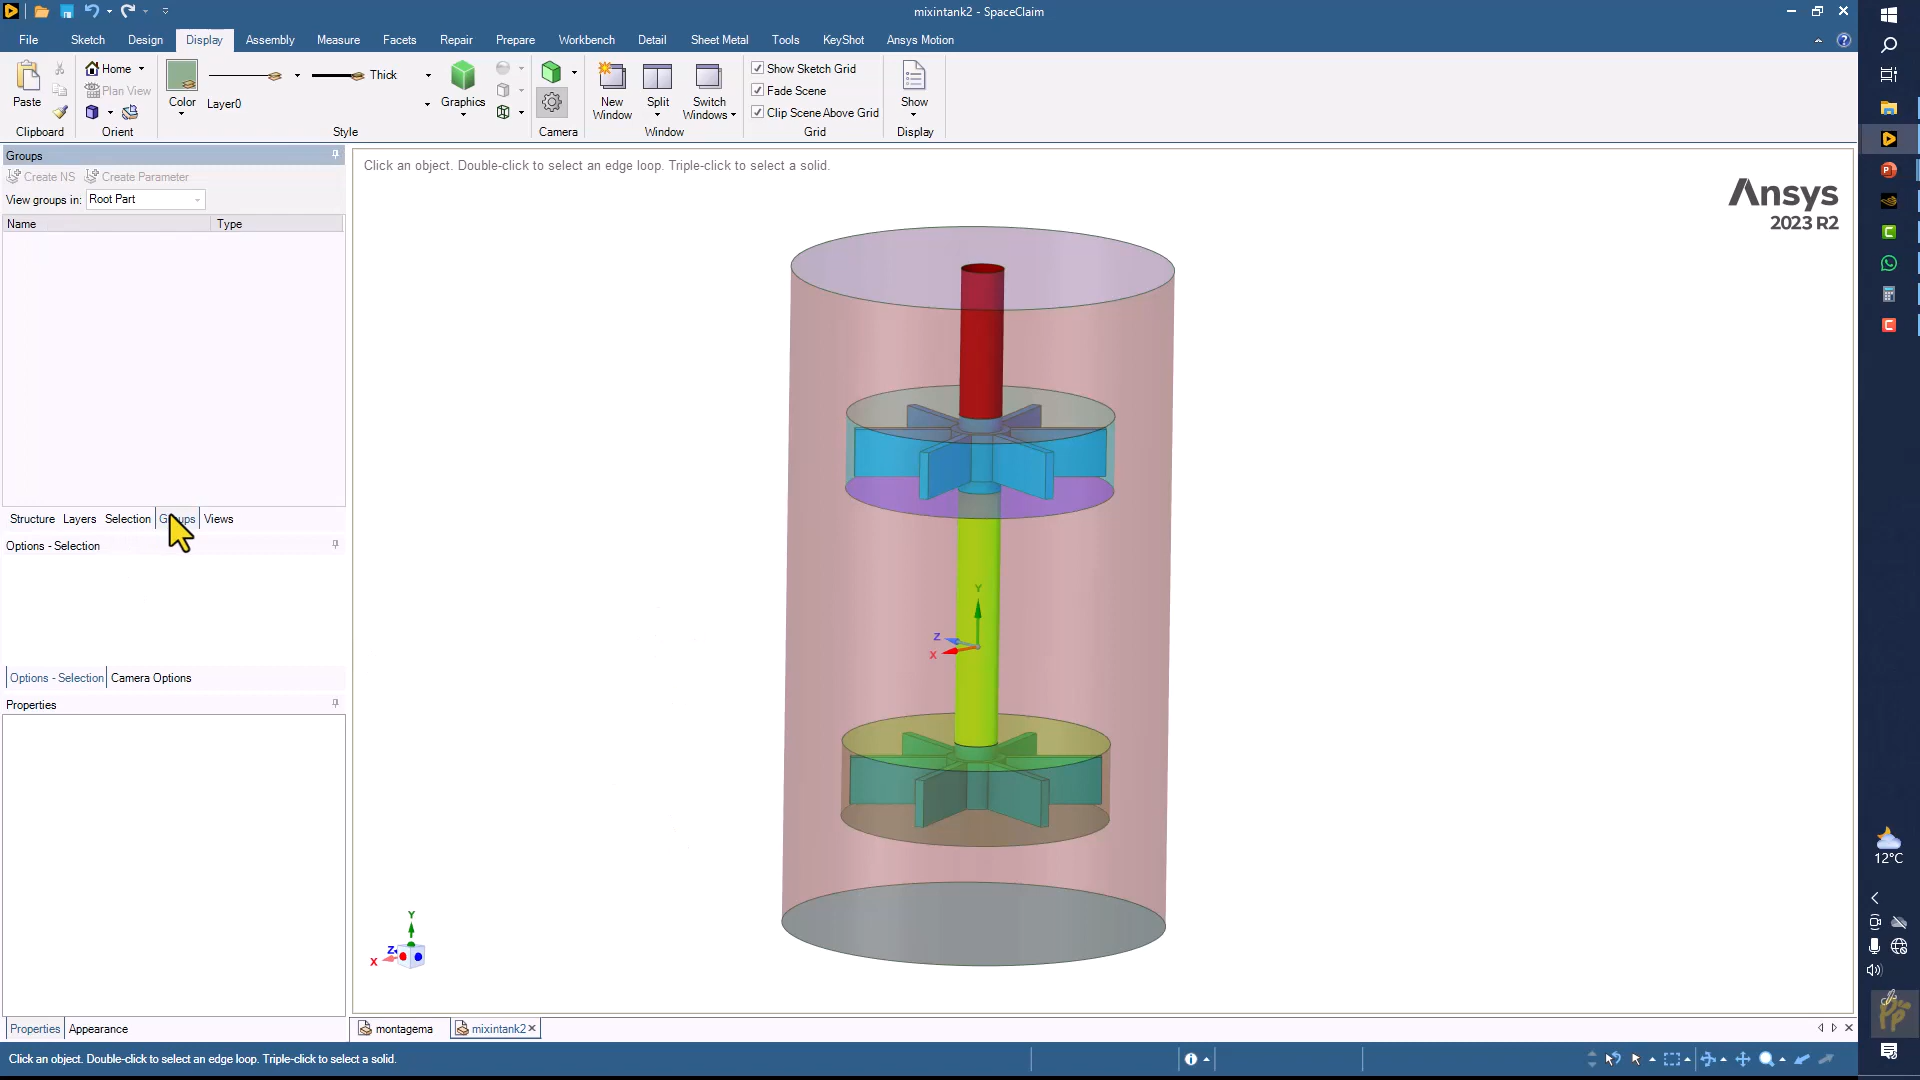 mixintank2 - SpaceClaim
File Sketch Design Display Assembly Measure Facets Repair Prepare Workbench Detail Sheet Metal Tools KeyShot Ansys Motion
Paste
Clipboard
Home
Plan View
Orient
Color
Layer0
Thick
Style
Graphics
Camera
New Window
Split
Switch Windows
Window
Show Sketch Grid
Fade Scene
Clip Scene Above Grid
Grid
Show
Display
Groups
Create NS Create Parameter
View groups in: Root Part
Name Type
Structure Layers Selection Groups Views
Options - Selection
Options - Selection Camera Options
Properties
Properties Appearance
Click an object. Double-click to select an edge loop. Triple-click to select a solid.
Ansys
2023 R2
Y
Z
X
Y
Z
X
montagema mixintank2
Click an object. Double-click to select an edge loop. Triple-click to select a solid.
12°C